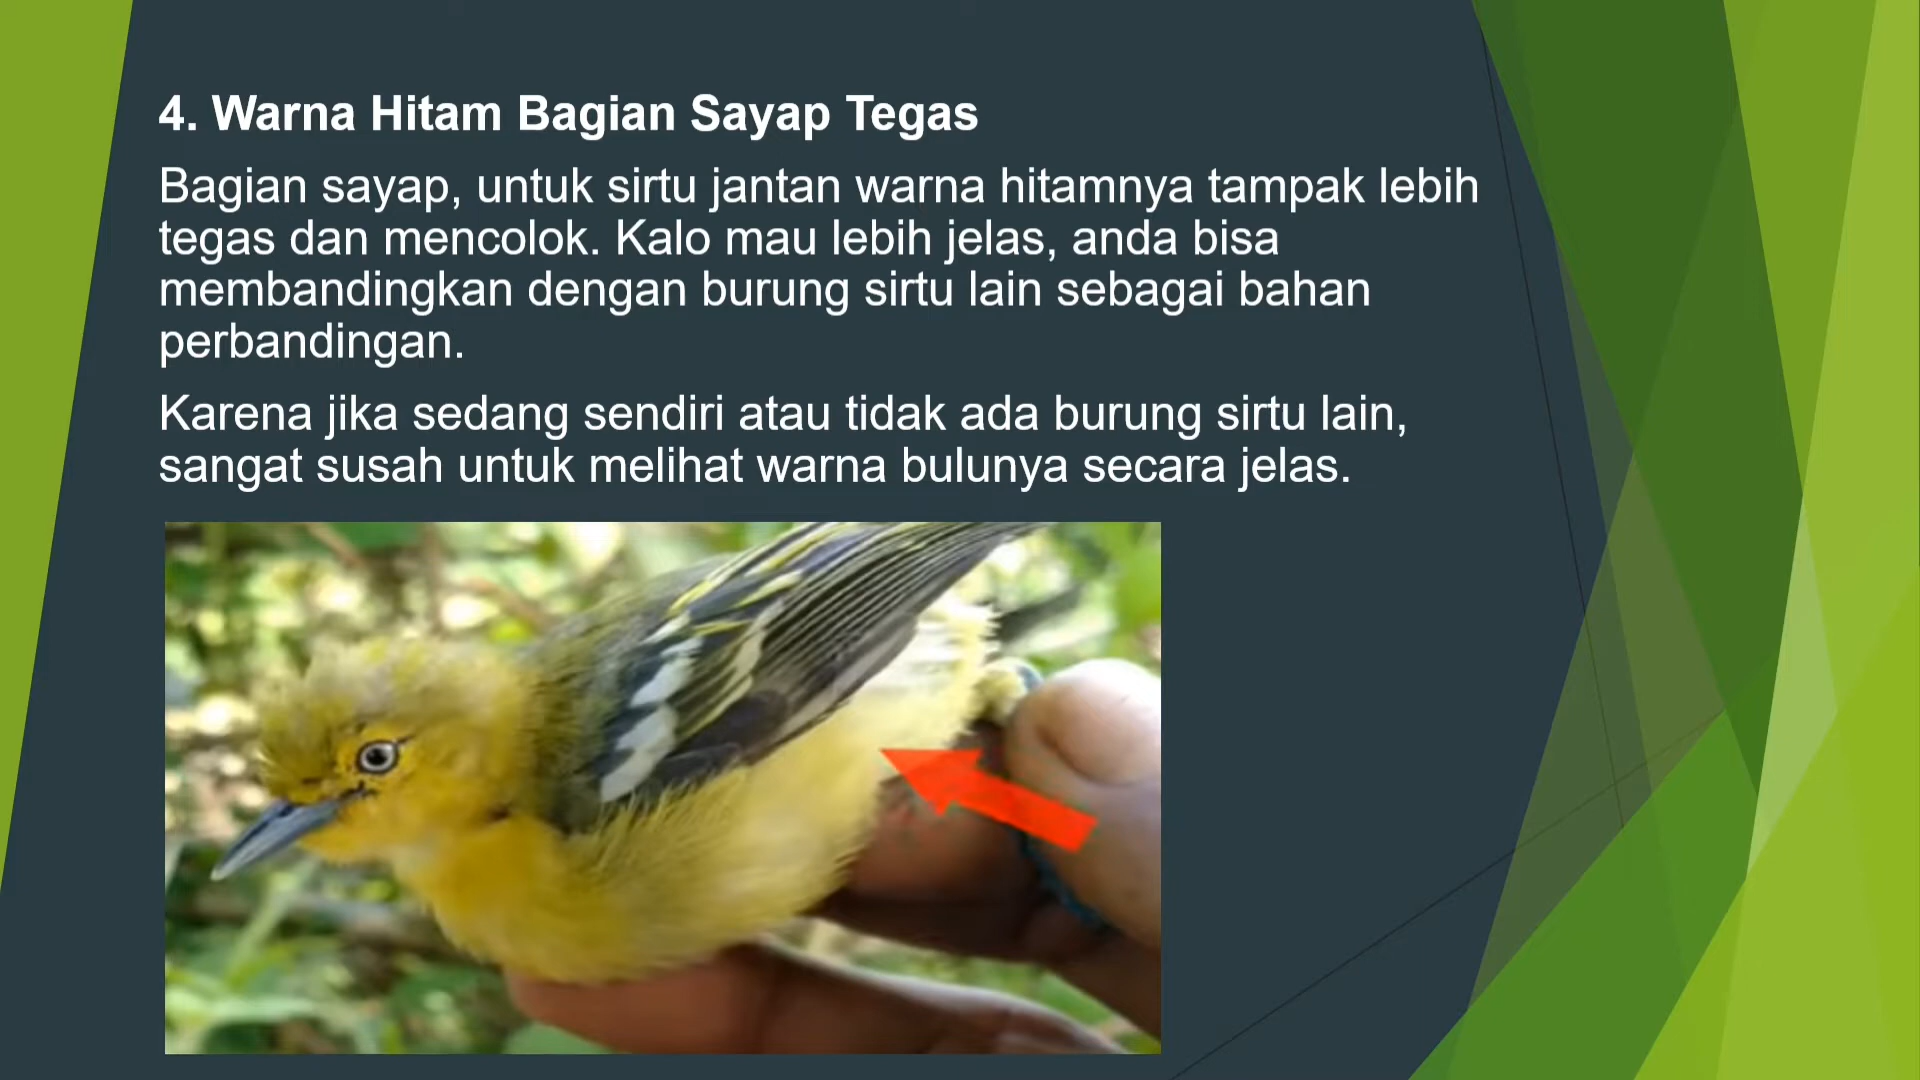 4. Warna Hitam Bagian Sayap Tegas
Bagian sayap, untuk sirtu jantan warna hitamnya tampak lebih
tegas dan mencolok. Kalo mau lebih jelas, anda bisa
membandingkan dengan burung sirtu lain sebagai bahan
perbandingan.
Karena jika sedang sendiri atau tidak ada burung sirtu lain,
sangat susah untuk melihat warna bulunya secara jelas.